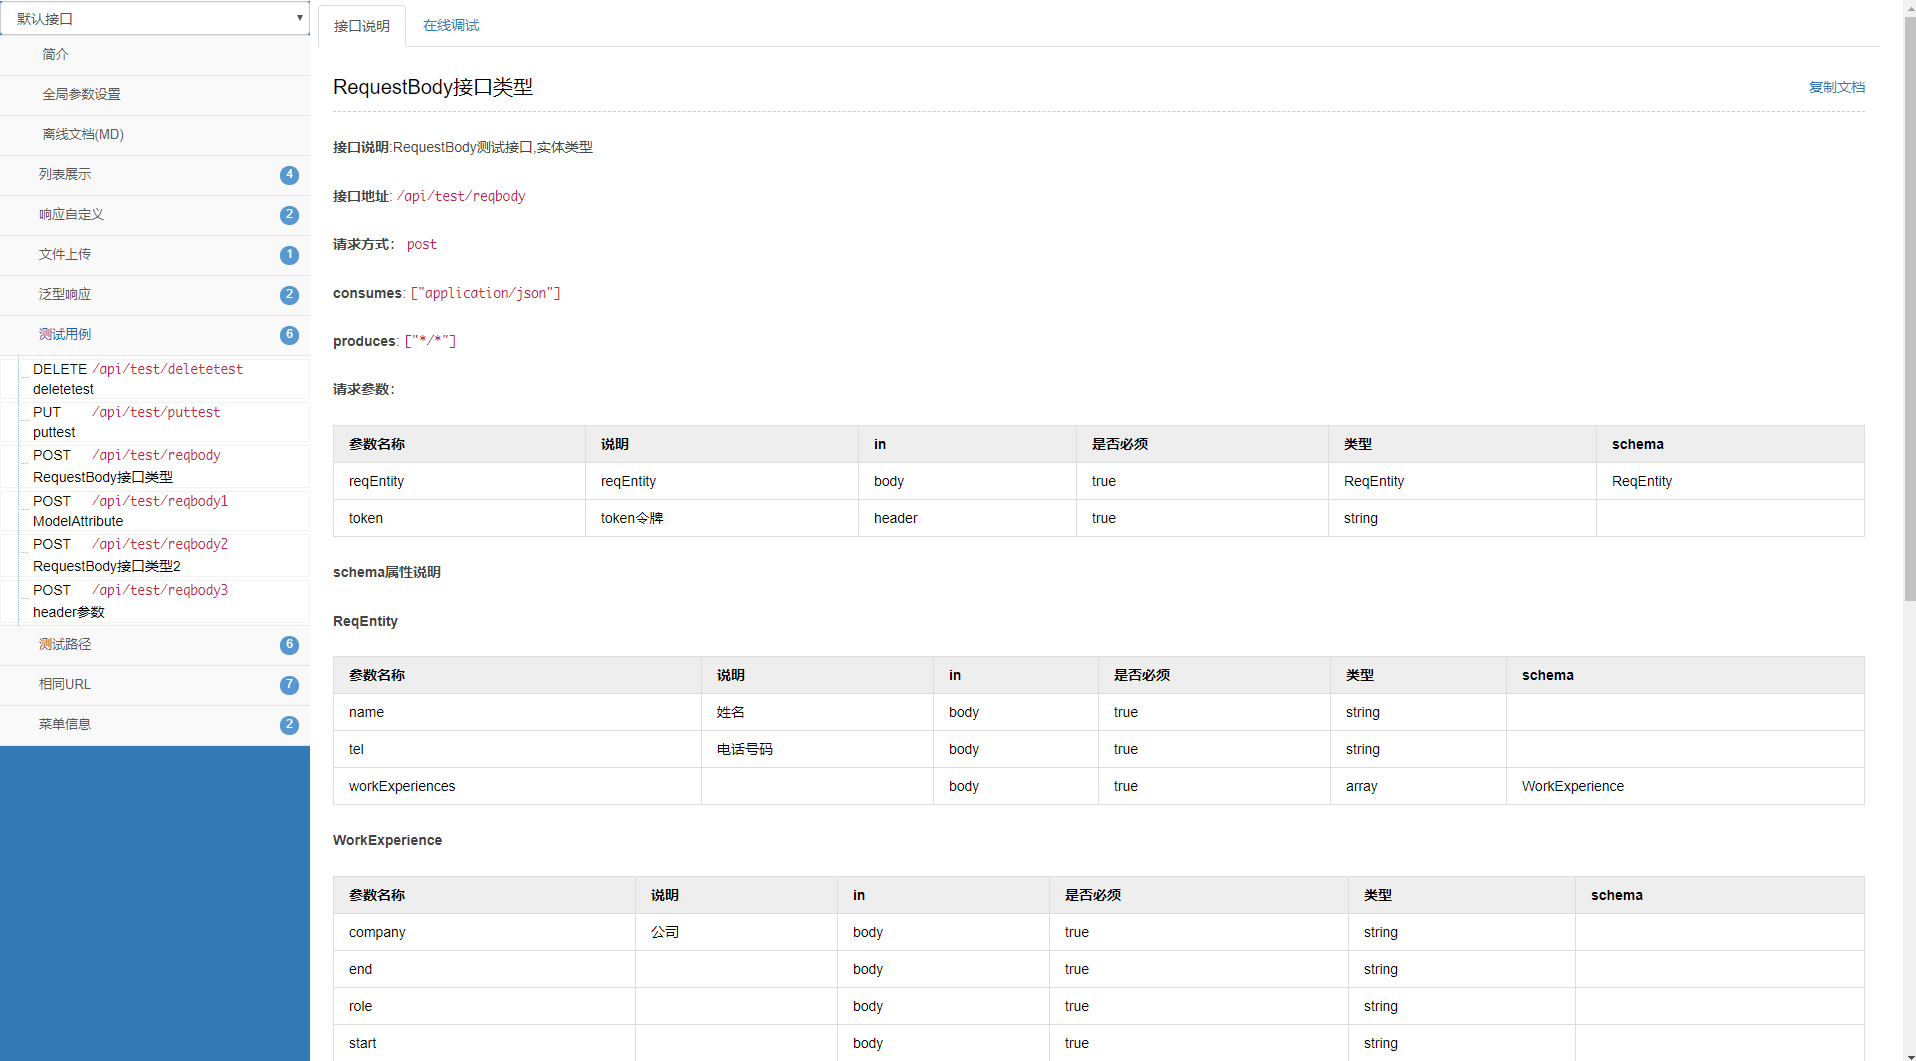 默认接口
简介
全局参数设置
离线文档(MD)
列表展示 4
响应自定义 2
文件上传 1
泛型响应 2
测试用例 6
DELETE /api/test/deletetest
deletetest
PUT /api/test/puttest
puttest
POST /api/test/reqbody
RequestBody接口类型
POST /api/test/reqbody1
ModelAttribute
POST /api/test/reqbody2
RequestBody接口类型2
POST /api/test/reqbody3
header参数
测试路径 6
相同URL 7
菜单信息 2
接口说明 在线调试
RequestBody接口类型 复制文档
接口说明:RequestBody测试接口,实体类型
接口地址: /api/test/reqbody
请求方式： post
consumes: ["application/json"]
produces: ["*/*"]
请求参数：
参数名称 说明 in 是否必须 类型 schema
reqEntity reqEntity body true ReqEntity ReqEntity
token token令牌 header true string
schema属性说明
ReqEntity
参数名称 说明 in 是否必须 类型 schema
name 姓名 body true string
tel 电话号码 body true string
workExperiences body true array WorkExperience
WorkExperience
参数名称 说明 in 是否必须 类型 schema
company 公司 body true string
end body true string
role body true string
start body true string